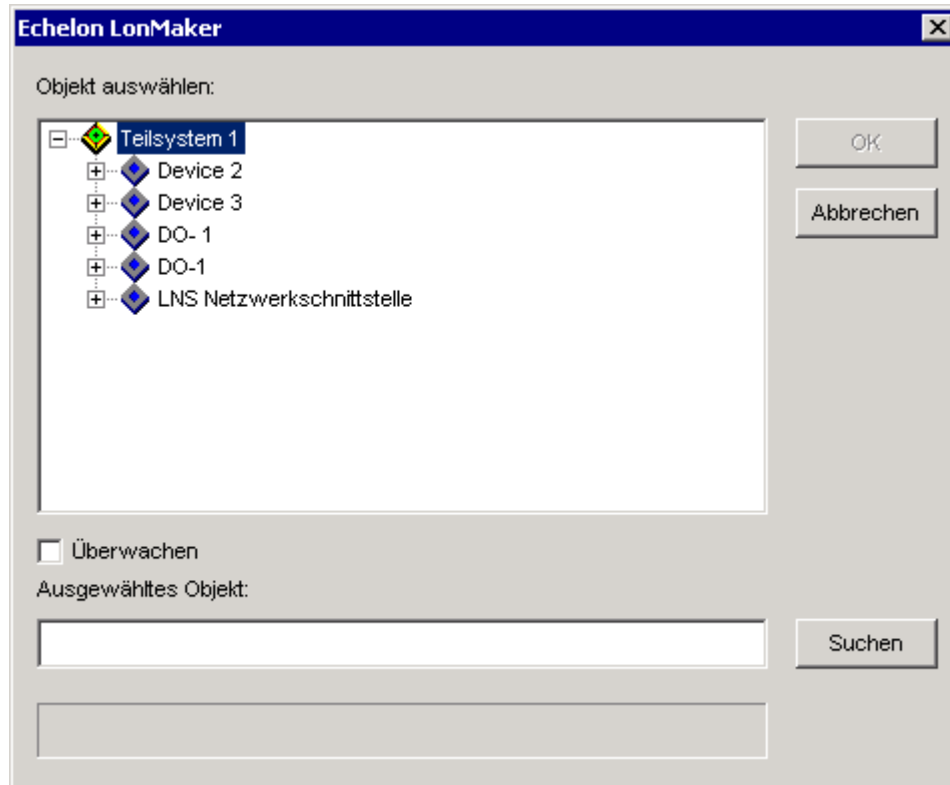 Echelon LonMaker
Objekt auswählen:
Teilsystem 1
Device 2
Device 3
DO- 1
DO-1
LNS Netzwerkschnittstelle
OK
Abbrechen
Überwachen
Ausgewähltes Objekt:
Suchen